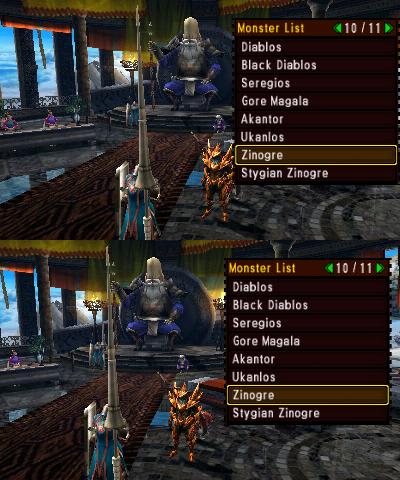 Monster List 10/11
Diablos
Black Diablos
Seregios
Gore Magala
Akantor
Ukanlos
Zinogre
Stygian Zinogre
Monster List 10/11
Diablos
Black Diablos
Seregios
Gore Magala
Akantor
Ukanlos
Zinogre
Stygian Zinogre